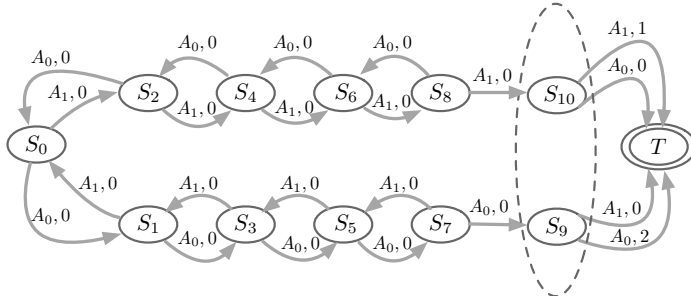 A₁, 1
A₀, 0 A₀, 0 A₀, 0 A₀, 0 A₀, 0
A₁, 0 S₂ S₄ S₆ S₈ A₁, 0 S₁₀
A₁, 0 A₁, 0 A₁, 0
S₀ T
A₁, 0 A₁, 0 A₁, 0 A₁, 0
A₀, 0 S₁ S₃ S₅ S₇ A₀, 0 S₉ A₁, 0
A₀, 0 A₀, 0 A₀, 0 A₀, 2